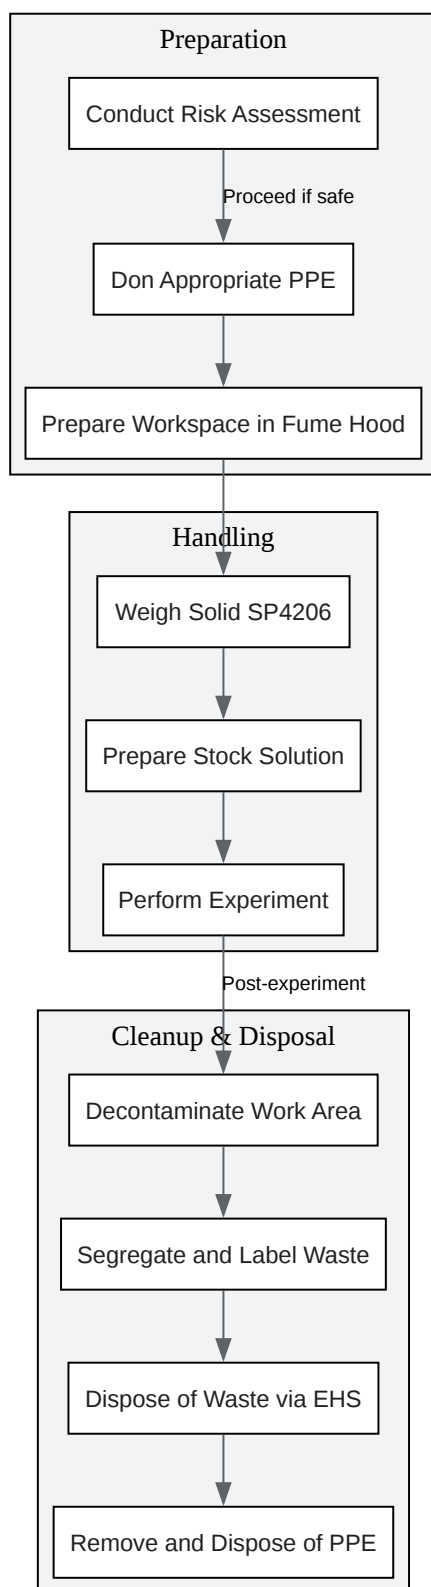 Preparation
Conduct Risk Assessment
Proceed if safe
Don Appropriate PPE
Prepare Workspace in Fume Hood
Handling
Weigh Solid SP4206
Prepare Stock Solution
Perform Experiment
Post-experiment
Cleanup & Disposal
Decontaminate Work Area
Segregate and Label Waste
Dispose of Waste via EHS
Remove and Dispose of PPE